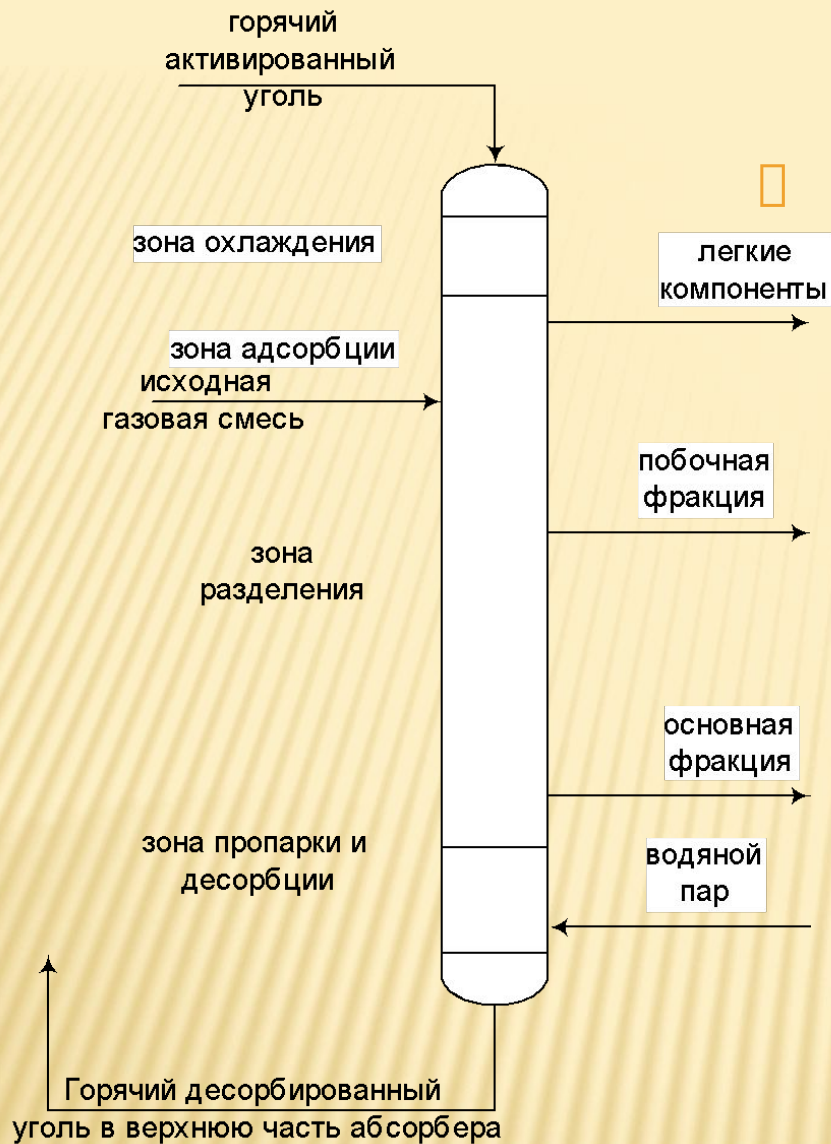 горячий
активированный
уголь
зона охлаждения
легкие
компоненты
зона адсорбции
исходная
газовая смесь
побочная
фракция
зона
разделения
основная
фракция
зона пропарки и
десорбции
водяной
пар
Горячий десорбированный
уголь в верхнюю часть абсорбера